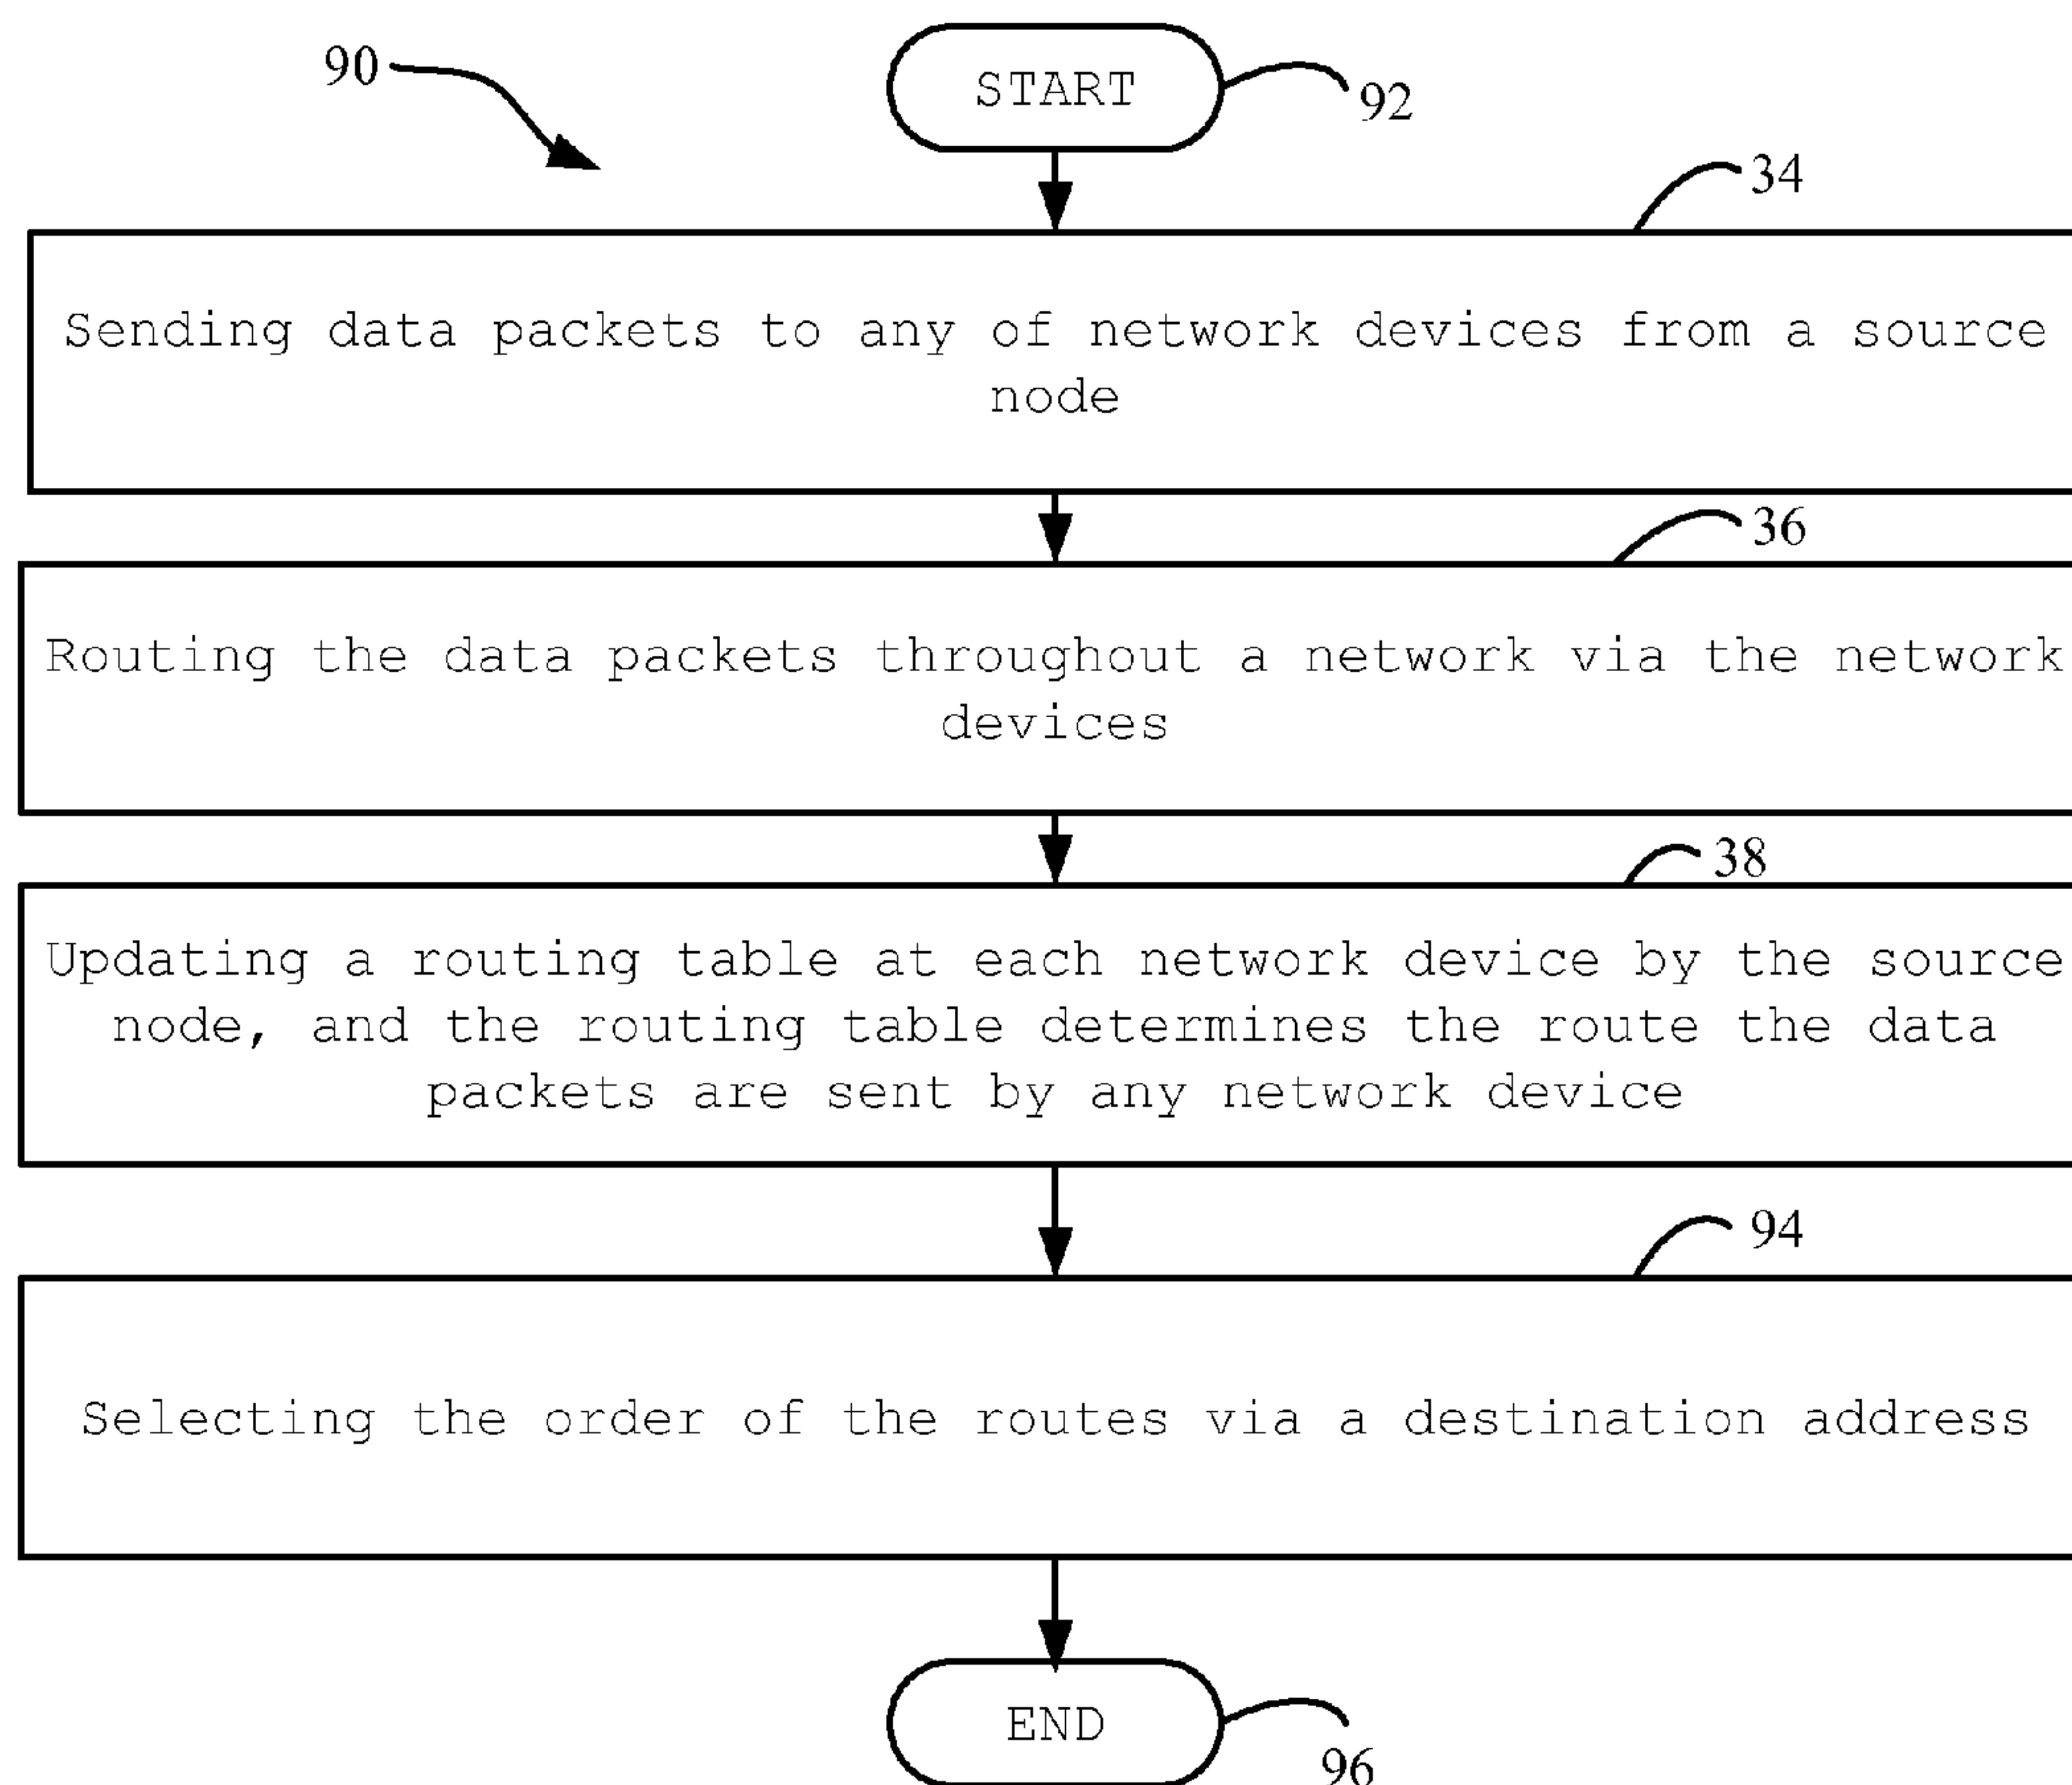 90
START
92
34
Sending data packets to any of network devices from a source
node
36
Routing the data packets throughout a network via the network
devices
38
Updating a routing table at each network device by the source
node, and the routing table determines the route the data
packets are sent by any network device
94
Selecting the order of the routes via a destination address
END
96